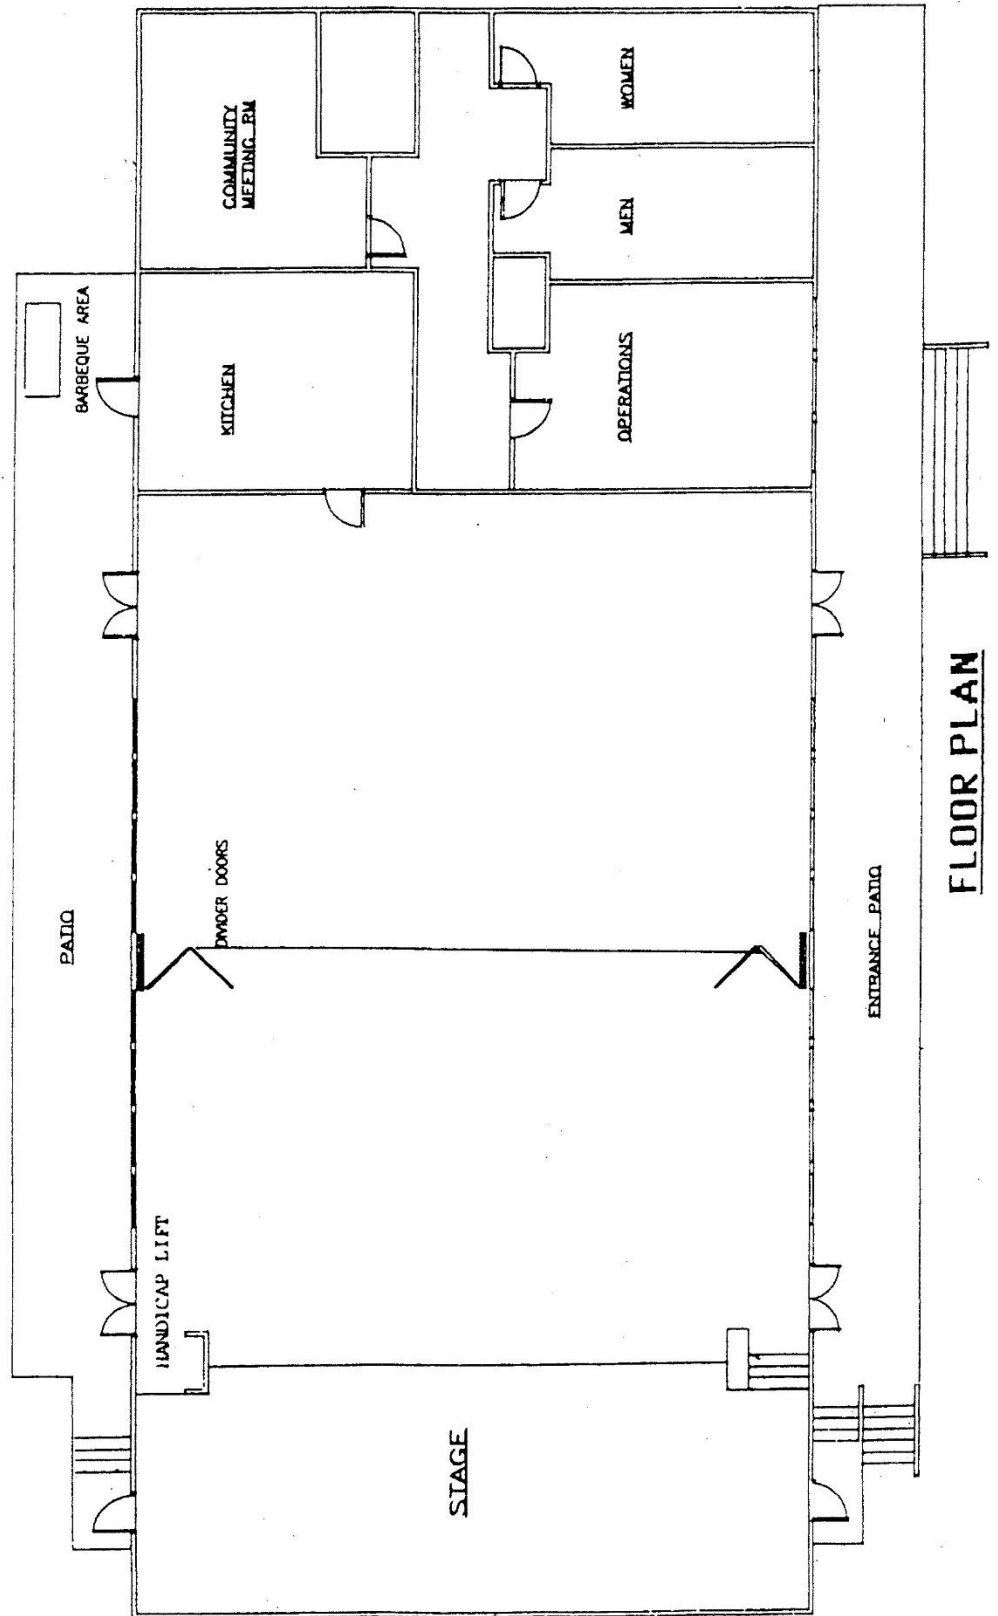 PATIO
BARBEQUE AREA
HANDICAP LIFT
DIVIDER DOORS
KITCHEN
COMMUNITY
MEETING RM
STAGE
OPERATIONS
MEN
WOMEN
ENTRANCE PATIO
FLOOR PLAN